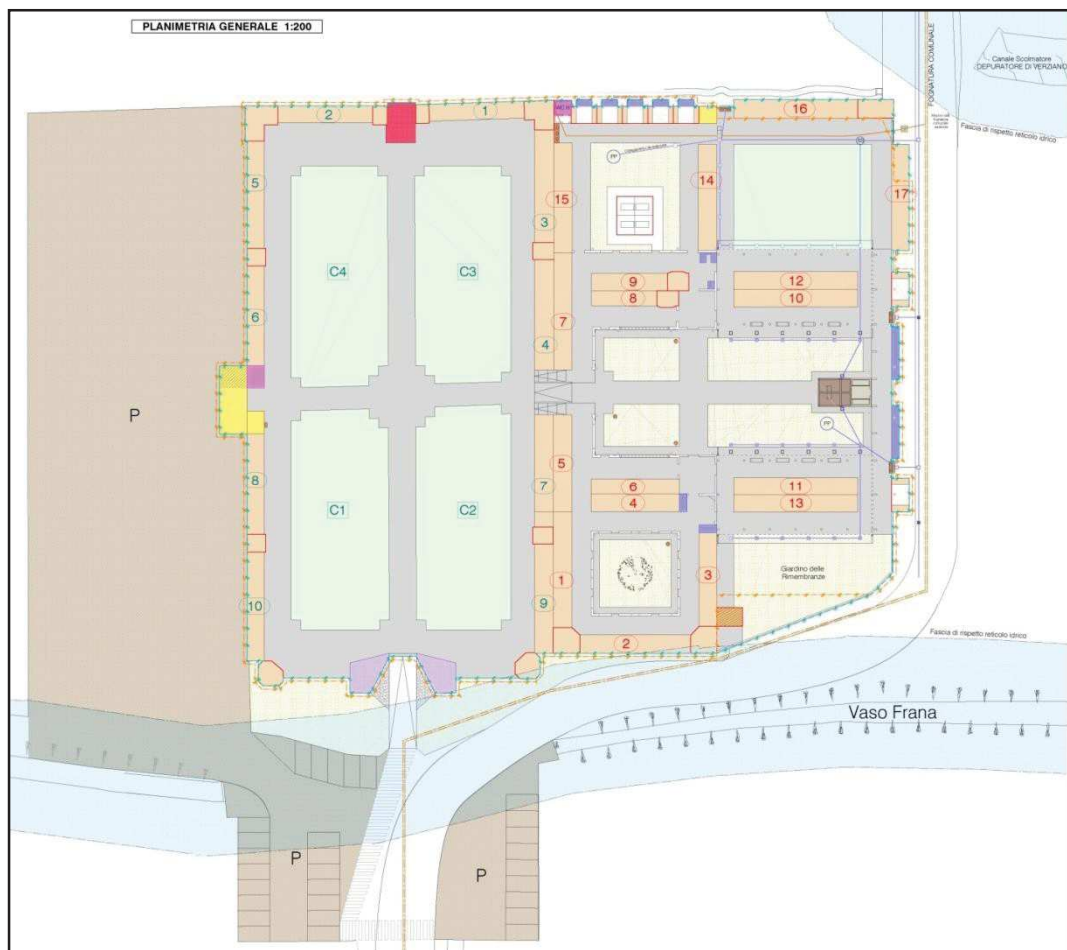 PLANIMETRIA GENERALE 1:200
FOGNATURA COMUNALE
Canale Scolmatore
DEPURATORE DI VERZIANO
Fascia di rispetto reticolo idrico
2
1
16
5
15
3
14
17
PP
C4
C3
9
8
12
10
6
7
4
P
PP
8
5
7
6
4
11
13
C1
C2
10
9
1
3
2
Giardino delle
Rimembranze
Fascia di rispetto reticolo idrico
Vaso Frana
P
P